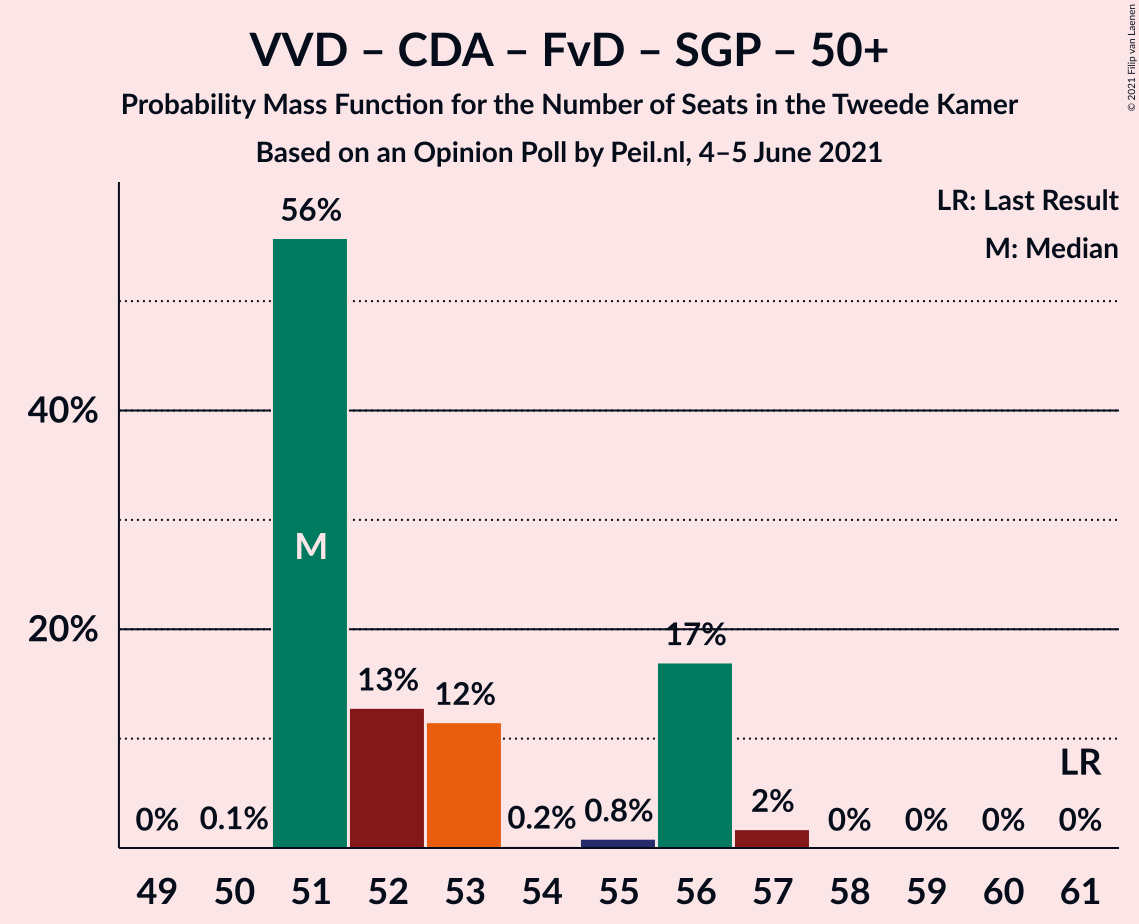 VVD – CDA – FvD – SGP – 50+
Probability Mass Function for the Number of Seats in the Tweede Kamer
Based on an Opinion Poll by Peil.nl, 4–5 June 2021
© 2021 Filip van Laenen
LR: Last Result
M: Median
56%
40%
M
20%
17%
13%
12%
LR
0% 0.1% 0.2% 0.8% 2% 0% 0% 0% 0%
49 50 51 52 53 54 55 56 57 58 59 60 61